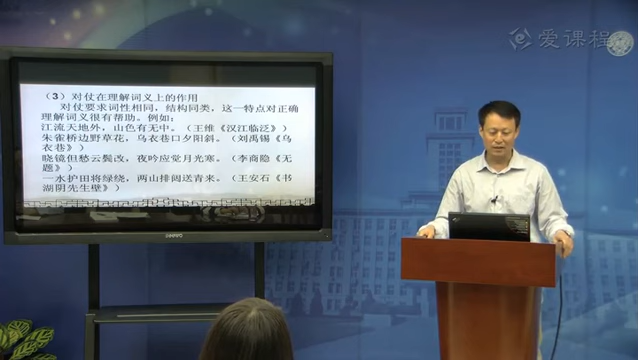 爱课程
（3）对仗在理解词义上的作用
对仗要求词性相同，结构同类，这一特点对正确
理解词义很有帮助。例如：
江流天地外，山色有无中。（王维《汉江临泛》）
朱雀桥边野草花，乌衣巷口夕阳斜。（刘禹锡《乌
衣巷》）
晓镜但愁云鬓改，夜吟应觉月光寒。（李商隐《无
题》）
一水护田将绿绕，两山排闼送青来。（王安石《书
湖阴先生壁》）